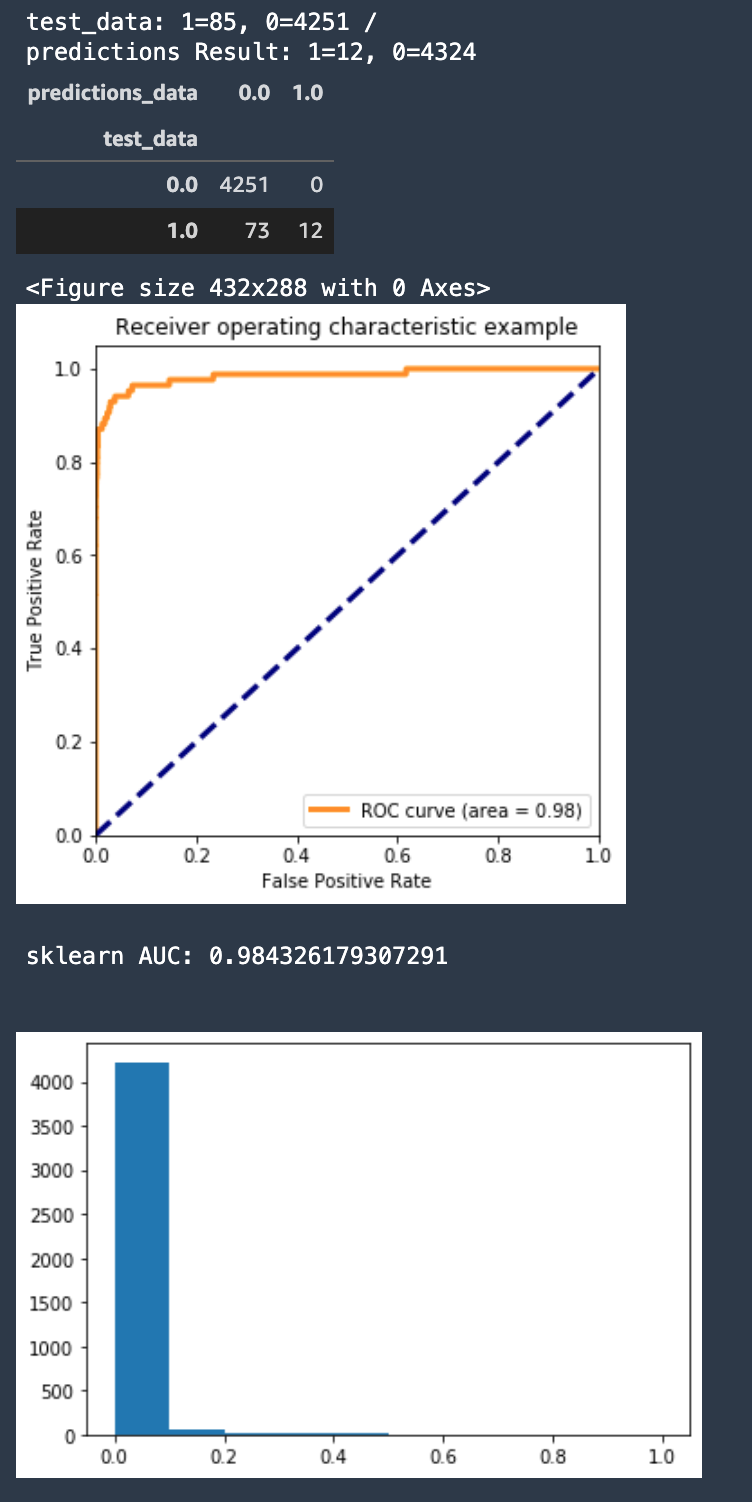 test_data: 1=85, 0=4251 /
predictions Result: 1=12, 0=4324
predictions_data 0.0 1.0
test_data
0.0 4251 0
1.0 73 12
<Figure size 432x288 with 0 Axes>
Receiver operating characteristic example
1.0
0.8
0.6
0.4
0.2
0.0
True Positive Rate
ROC curve (area = 0.98)
0.0 0.2 0.4 0.6 0.8 1.0
False Positive Rate
sklearn AUC: 0.984326179307291
4000
3500
3000
2500
2000
1500
1000
500
0
0.0 0.2 0.4 0.6 0.8 1.0